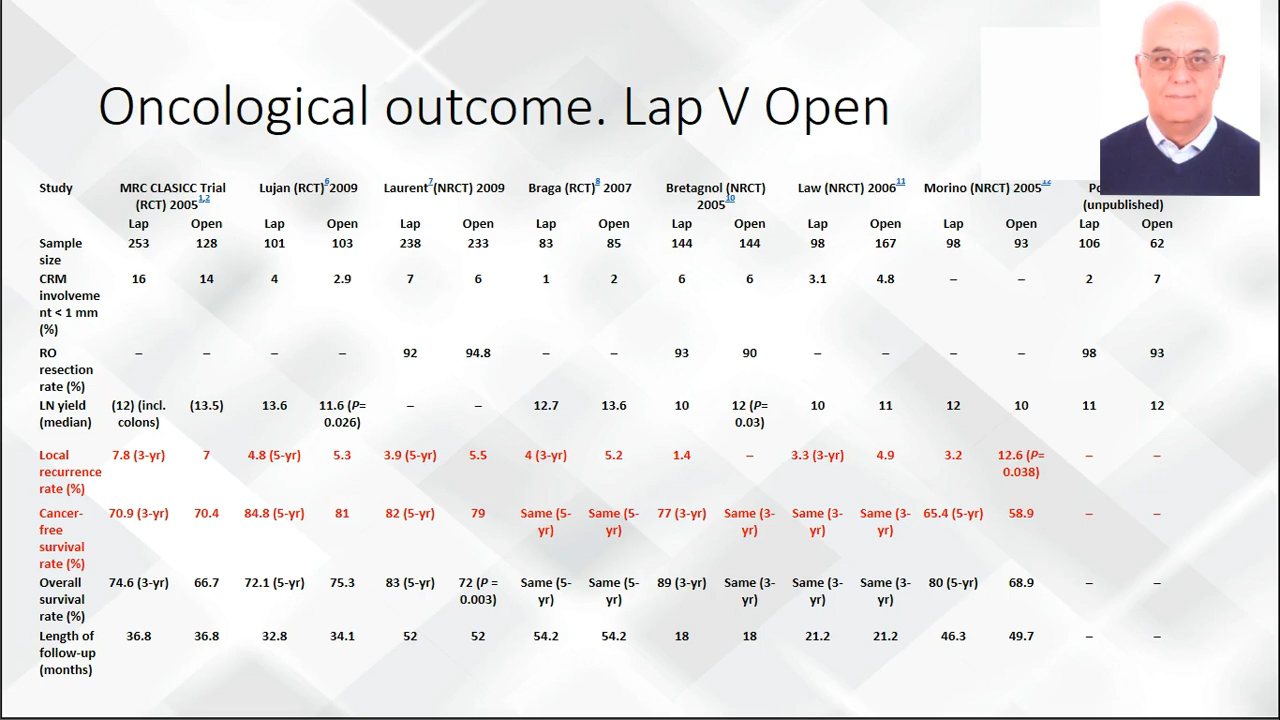 Oncological outcome. Lap V Open
Study MRC CLASICC Trial Lujan (RCT)6 2009 Laurent7 (NRCT) 2009 Braga (RCT)8 2007 Bretagnol (NRCT) Law (NRCT) 200611 Morino (NRCT) 200512
(RCT) 20051,2 200510 (unpublished)
Lap Open Lap Open Lap Open Lap Open Lap Open Lap Open Lap Open Lap Open
Sample 253 128 101 103 238 233 83 85 144 144 98 167 98 93 106 62
size
CRM 16 14 4 2.9 7 6 1 2 6 6 3.1 4.8 – – 2 7
involveme
nt < 1 mm
(%)
RO – – – – 92 94.8 – – 93 90 – – – – 98 93
resection
rate (%)
LN yield (12) (incl. (13.5) 13.6 11.6 (P= – – 12.7 13.6 10 12 (P= 10 11 12 10 11 12
(median) colons) 0.026) 0.03)
Local 7.8 (3-yr) 7 4.8 (5-yr) 5.3 3.9 (5-yr) 5.5 4 (3-yr) 5.2 1.4 – 3.3 (3-yr) 4.9 3.2 12.6 (P= – –
recurrence 0.038)
rate (%)
Cancer- 70.9 (3-yr) 70.4 84.8 (5-yr) 81 82 (5-yr) 79 Same (5- Same (5- 77 (3-yr) Same (3- Same (3- Same (3- 65.4 (5-yr) 58.9 – –
free yr) yr) yr) yr) yr)
survival
rate (%)
Overall 74.6 (3-yr) 66.7 72.1 (5-yr) 75.3 83 (5-yr) 72 (P = Same (5- Same (5- 89 (3-yr) Same (3- Same (3- Same (3- 80 (5-yr) 68.9 – –
survival 0.003) yr) yr) yr) yr) yr)
rate (%)
Length of 36.8 36.8 32.8 34.1 52 52 54.2 54.2 18 18 21.2 21.2 46.3 49.7 – –
follow-up
(months)